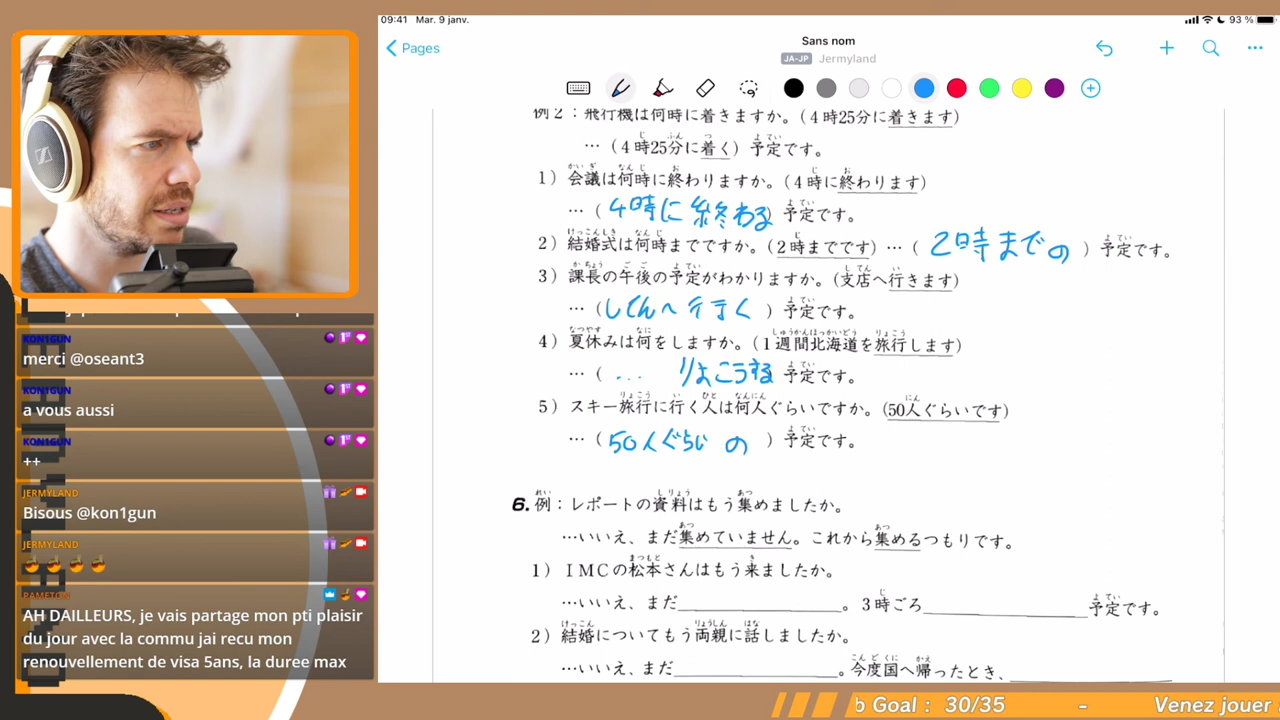 09:41 Mar. 9 janv.
93 %
Pages
Sans nom
JA-JP Jermyland
例2：飛行機は何時に着きますか。(4時25分に着きます)
…(4時25分に着く)予定です。
1）会議は何時に終わりますか。(4時に終わります)
…(4時に終わる 予定です。
2）結婚式は何時までですか。(2時までです)…( 2時までの )予定です。
3）課長の午後の予定がわかりますか。(支店へ行きます)
…(してんへ行く )予定です。
4）夏休みは何をしますか。(1週間北海道を旅行します)
…( … りょこうする 予定です。
5）スキー旅行に行く人は何人ぐらいですか。(50人ぐらいです)
…( 50人ぐらいの )予定です。
6. 例：レポートの資料はもう集めましたか。
…いいえ、まだ集めていません。これから集めるつもりです。
1）IMCの松本さんはもう来ましたか。
…いいえ、まだ______。3時ごろ______予定です。
2）結婚についてもう両親に話しましたか。
…いいえ、まだ______。今度国へ帰ったとき、______
KON1GUN
merci @oseant3
KON1GUN
a vous aussi
KON1GUN
++
JERMYLAND
Bisous @kon1gun
JERMYLAND
PAMETOR
AH DAILLEURS, je vais partage mon pti plaisir
du jour avec la commu jai recu mon
renouvellement de visa 5ans, la duree max
b Goal : 30/35 - Venez jouer